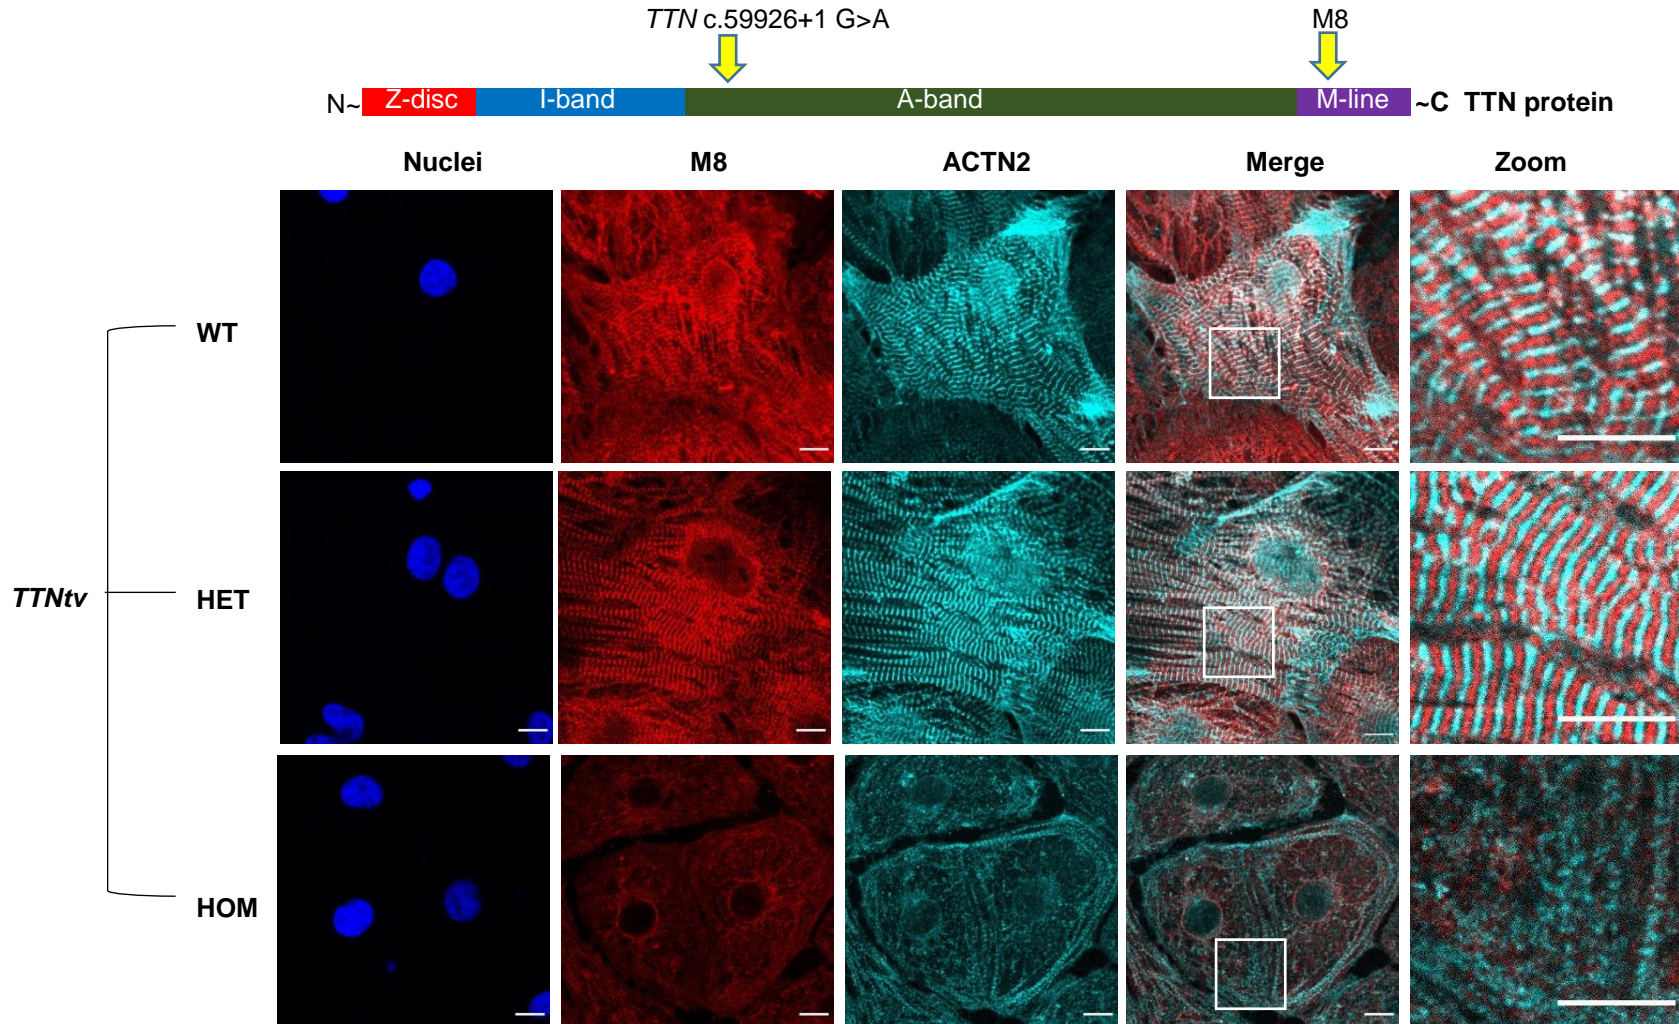 TTN c.59926+1 G>A M8
N~ Z-disc I-band A-band M-line ~C TTN protein
Nuclei M8 ACTN2 Merge Zoom
WT
TTNtv HET
HOM